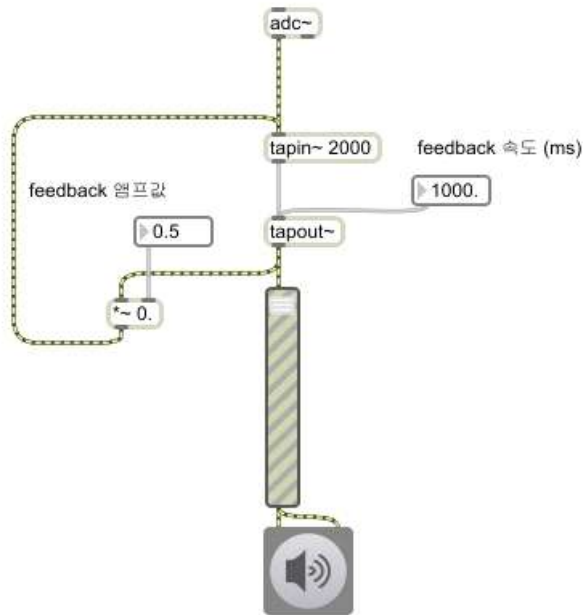 adc~
tapin~ 2000
feedback 속도 (ms)
feedback 앰프값
1000.
0.5
tapout~
*~ 0.